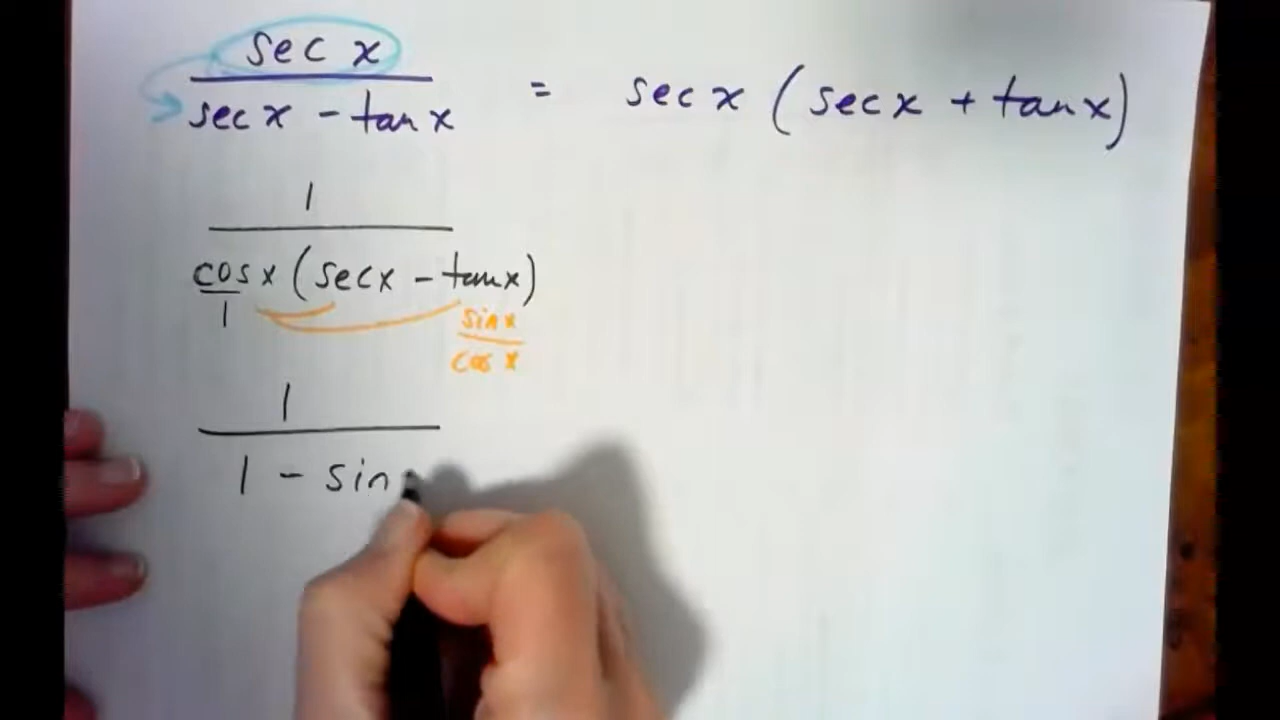 sec x / sec x - tan x = sec x ( sec x + tan x )
1
cos x ( sec x - tan x )
1
sin x
cos x
1
1 - sin